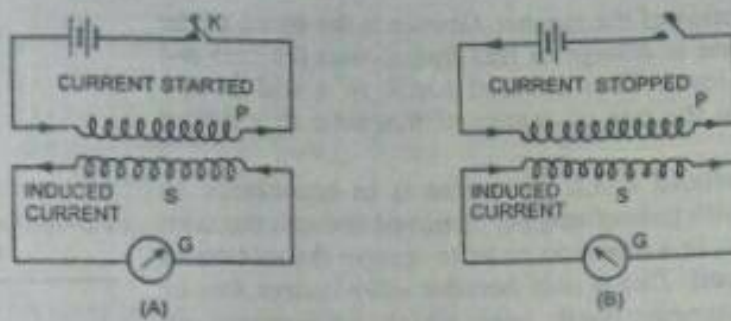 K
CURRENT STARTED
P
INDUCED
CURRENT
S
G
(A)
CURRENT STOPPED
P
INDUCED
CURRENT
S
G
(B)